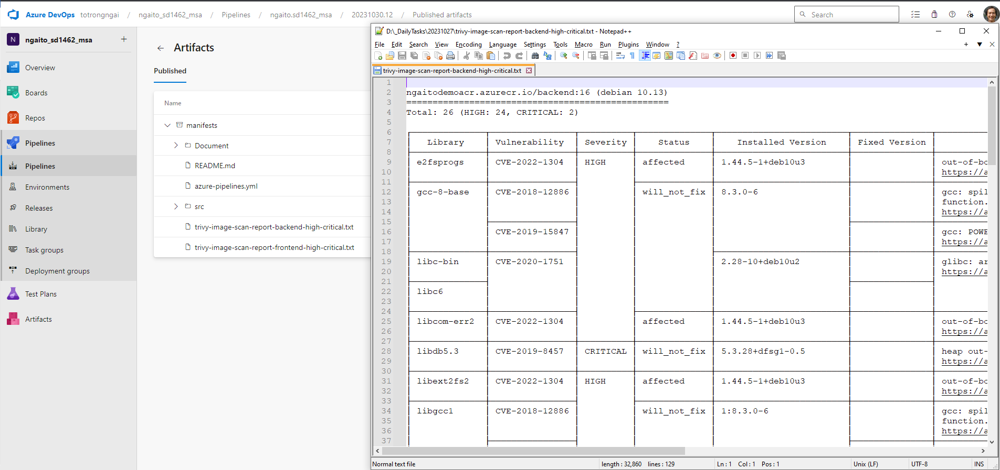 Azure DevOps totrongngai / ngaito_sd1462_msa / Pipelines / ngaito.sd1462_msa / 20231030.12 / Published artifacts
Search
N ngaito_sd1462_msa +
Overview
Boards
Repos
Pipelines
Pipelines
Environments
Releases
Library
Task groups
Deployment groups
Test Plans
Artifacts
← Artifacts
Published
Name
manifests
Document
README.md
azure-pipelines.yml
src
trivy-image-scan-report-backend-high-critical.txt
trivy-image-scan-report-frontend-high-critical.txt
D:\_DailyTasks\20231027\trivy-image-scan-report-backend-high-critical.txt - Notepad++
File Edit Search View Encoding Language Settings Tools Macro Run Plugins Window ?
trivy-image-scan-report-backend-high-critical.txt
1
2 ngaitodemoacr.azurecr.io/backend:16 (debian 10.13)
3 ==================================================
4 Total: 26 (HIGH: 24, CRITICAL: 2)
5
6
7 Library Vulnerability Severity Status Installed Version Fixed Version
8
9 e2fsprogs CVE-2022-1304 HIGH affected 1.44.5-1+deb10u3 out-of-bo
10 https://a
11
12 gcc-8-base CVE-2018-12886 will_not_fix 8.3.0-6 gcc: spil
13 function.
14 https://a
15
16 CVE-2019-15847 gcc: POWE
17 https://a
18
19 libc-bin CVE-2020-1751 2.28-10+deb10u2 glibc: ar
20 https://a
21
22 libc6
23
24
25 libcom-err2 CVE-2022-1304 affected 1.44.5-1+deb10u3 out-of-bo
26 https://a
27
28 libdb5.3 CVE-2019-8457 CRITICAL will_not_fix 5.3.28+dfsg1-0.5 heap out-
29 https://a
30
31 libext2fs2 CVE-2022-1304 HIGH affected 1.44.5-1+deb10u3 out-of-bo
32 https://a
33
34 libgcc1 CVE-2018-12886 will_not_fix 1:8.3.0-6 gcc: spil
35 function.
36 https://a
37
Normal text file length : 32,860 lines : 129 Ln : 1 Col : 1 Pos : 1 Unix (LF) UTF-8 INS